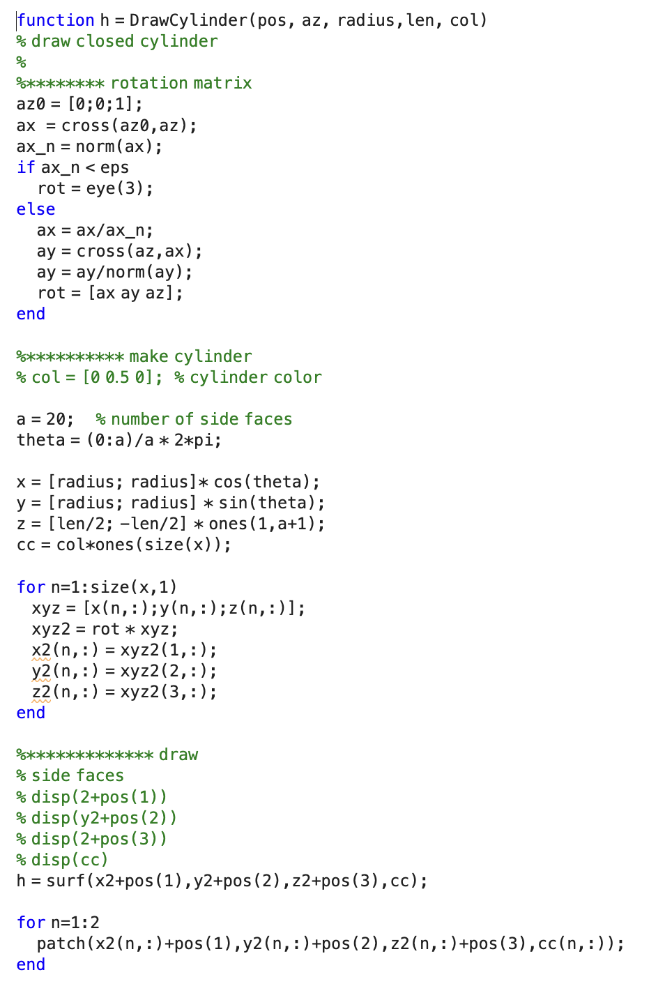 function h = DrawCylinder(pos, az, radius,len, col)
% draw closed cylinder
%
%******** rotation matrix
az0 = [0;0;1];
ax  = cross(az0,az);
ax_n = norm(ax);
if ax_n < eps
  rot = eye(3);
else
  ax = ax/ax_n;
  ay = cross(az,ax);
  ay = ay/norm(ay);
  rot = [ax ay az];
end

%********** make cylinder
% col = [0 0.5 0];  % cylinder color

a = 20;    % number of side faces
theta = (0:a)/a * 2*pi;

x = [radius; radius]* cos(theta);
y = [radius; radius] * sin(theta);
z = [len/2; -len/2] * ones(1,a+1);
cc = col*ones(size(x));

for n=1:size(x,1)
  xyz = [x(n,:);y(n,:);z(n,:)];
  xyz2 = rot * xyz;
  x2(n,:) = xyz2(1,:);
  y2(n,:) = xyz2(2,:);
  z2(n,:) = xyz2(3,:);
end

%************* draw
% side faces
% disp(2+pos(1))
% disp(y2+pos(2))
% disp(2+pos(3))
% disp(cc)
h = surf(x2+pos(1),y2+pos(2),z2+pos(3),cc);

for n=1:2
  patch(x2(n,:)+pos(1),y2(n,:)+pos(2),z2(n,:)+pos(3),cc(n,:));
end